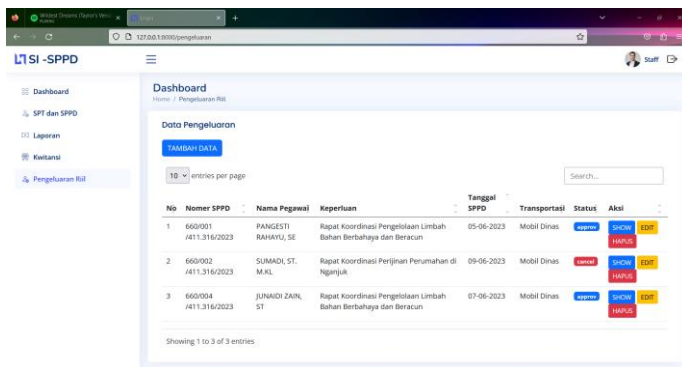 Wildest Dreams (Taylor's Versi
127.0.0.1:8000/pengeluaran
SI -SPPD
Staff
Dashboard
SPT dan SPPD
Laporan
Kwitansi
Pengeluaran Riil
Dashboard
Home / Pengeluaran Riil
Data Pengeluaran
TAMBAH DATA
10 entries per page
Search...
No Nomer SPPD Nama Pegawai Keperluan Tanggal SPPD Transportasi Status Aksi
1 660/001 PANGESTI Rapat Koordinasi Pengelolaan Limbah 05-06-2023 Mobil Dinas approv SHOW EDIT
/411.316/2023 RAHAYU, SE Bahan Berbahaya dan Beracun HAPUS
2 660/002 SUMADI, ST. Rapat Koordinasi Perijinan Perumahan di 09-06-2023 Mobil Dinas cancel SHOW EDIT
/411.316/2023 M.KL Nganjuk HAPUS
3 660/004 JUNAIDI ZAIN, Rapat Koordinasi Pengelolaan Limbah 07-06-2023 Mobil Dinas approv SHOW EDIT
/411.316/2023 ST Bahan Berbahaya dan Beracun HAPUS
Showing 1 to 3 of 3 entries